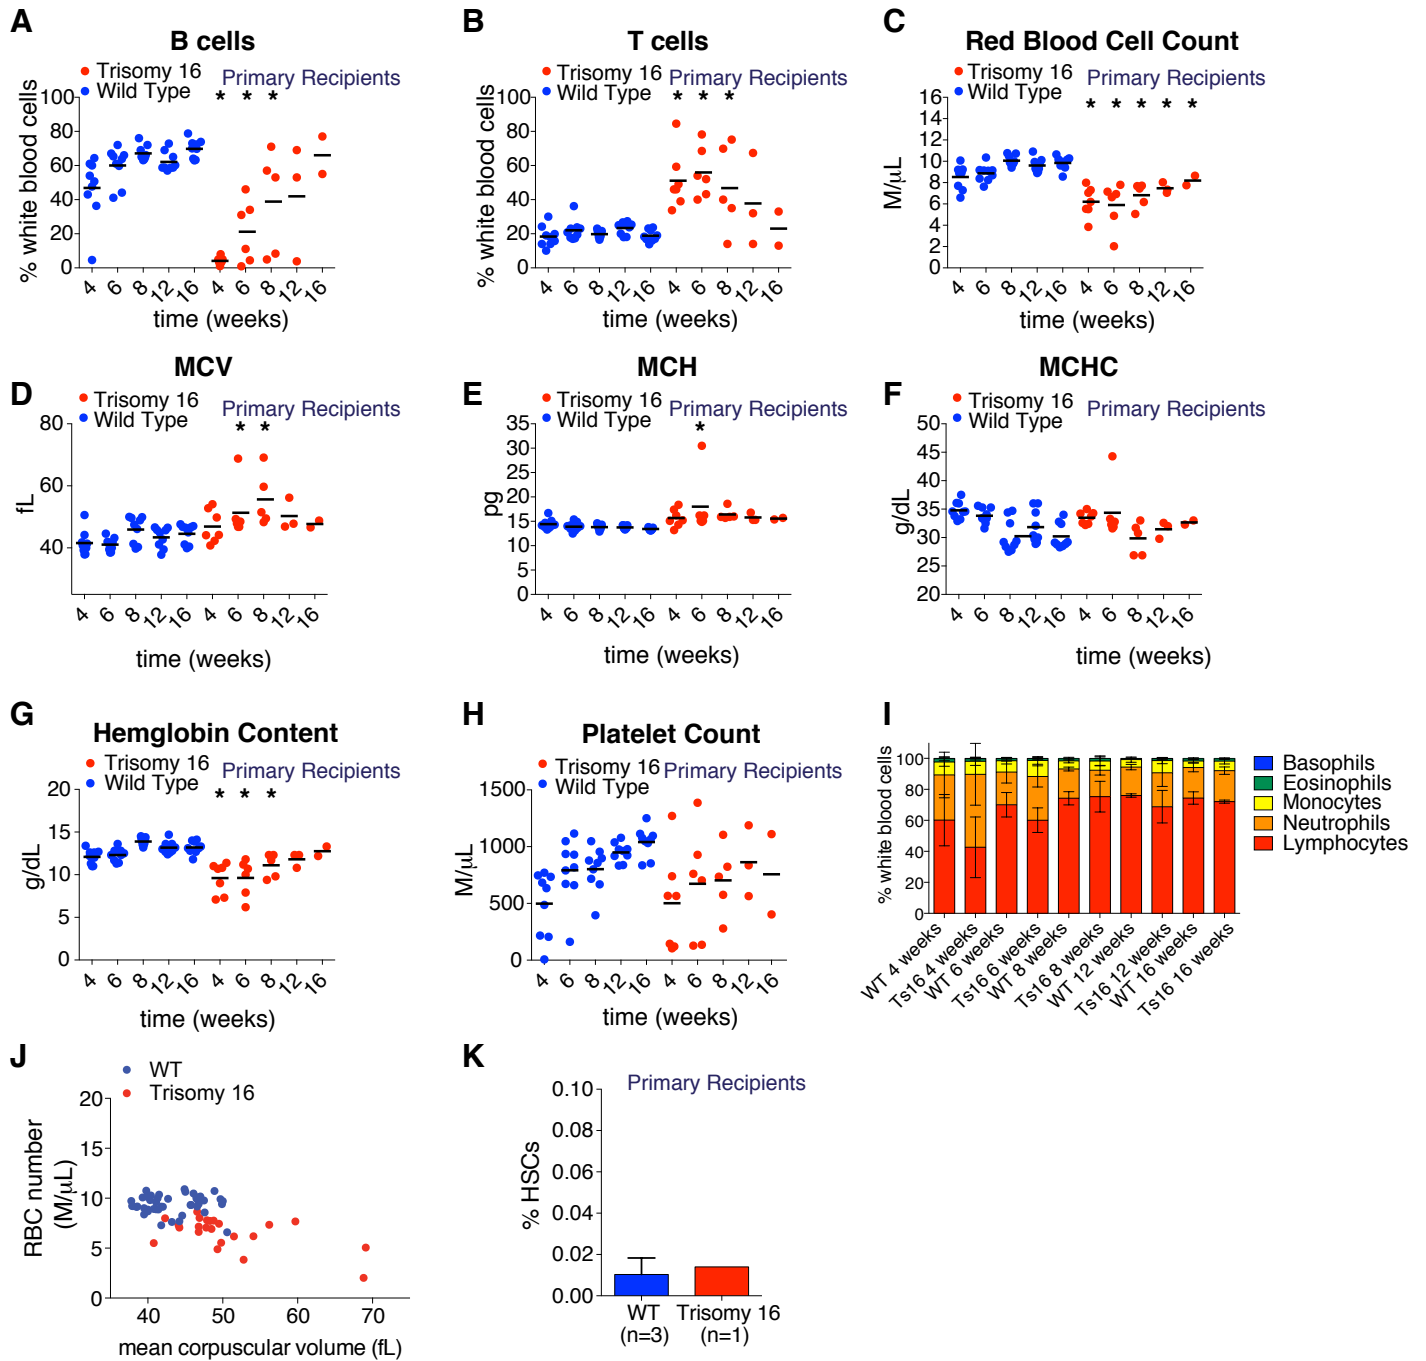 A
B cells
Trisomy 16
Wild Type
Primary Recipients
* * *
% white blood cells
100
80
60
40
20
0
4 6 8 12 16 4 6 8 12 16
time (weeks)
B
T cells
Trisomy 16
Wild Type
Primary Recipients
* * *
% white blood cells
100
80
60
40
20
0
4 6 8 12 16 4 6 8 12 16
time (weeks)
C
Red Blood Cell Count
Trisomy 16
Wild Type
Primary Recipients
* * * * *
M/µL
16
14
12
10
8
6
4
2
0
4 6 8 12 16 4 6 8 12 16
time (weeks)
D
MCV
Trisomy 16
Wild Type
Primary Recipients
* *
fL
80
60
40
4 6 8 12 16 4 6 8 12 16
time (weeks)
E
MCH
Trisomy 16
Wild Type
Primary Recipients
*
pg
35
30
25
20
15
10
5
0
4 6 8 12 16 4 6 8 12 16
time (weeks)
F
MCHC
Trisomy 16
Wild Type
Primary Recipients
g/dL
50
45
40
35
30
25
20
4 6 8 12 16 4 6 8 12 16
time (weeks)
G
Hemglobin Content
Trisomy 16
Wild Type
Primary Recipients
* * *
g/dL
20
15
10
5
0
4 6 8 12 16 4 6 8 12 16
time (weeks)
H
Platelet Count
Trisomy 16
Wild Type
Primary Recipients
M/µL
1500
1000
500
0
4 6 8 12 16 4 6 8 12 16
time (weeks)
I
% white blood cells
100
80
60
40
20
0
WT 4 weeks
Ts16 4 weeks
WT 6 weeks
Ts16 6 weeks
WT 8 weeks
Ts16 8 weeks
WT 12 weeks
Ts16 12 weeks
WT 16 weeks
Ts16 16 weeks
Basophils
Eosinophils
Monocytes
Neutrophils
Lymphocytes
J
WT
Trisomy 16
RBC number
(M/µL)
20
15
10
5
0
40 50 60 70
mean corpuscular volume (fL)
K
Primary Recipients
% HSCs
0.10
0.08
0.06
0.04
0.02
0.00
WT Trisomy 16
(n=3) (n=1)